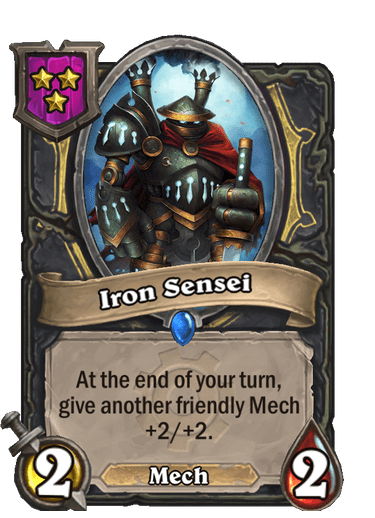 Iron Sensei
At the end of your turn,
give another friendly Mech
+2/+2.
Mech
2
2